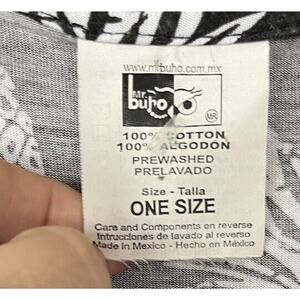 www.mrbuho.com.mx
Mr.
buho
MR
100% COTTON
100% ALGODON
PREWASHED
PRELAVADO
Size - Talla
ONE SIZE
Care and Components on reverse
Intrucciones de lavado al reverso
Made in Mexico - Hecho en México